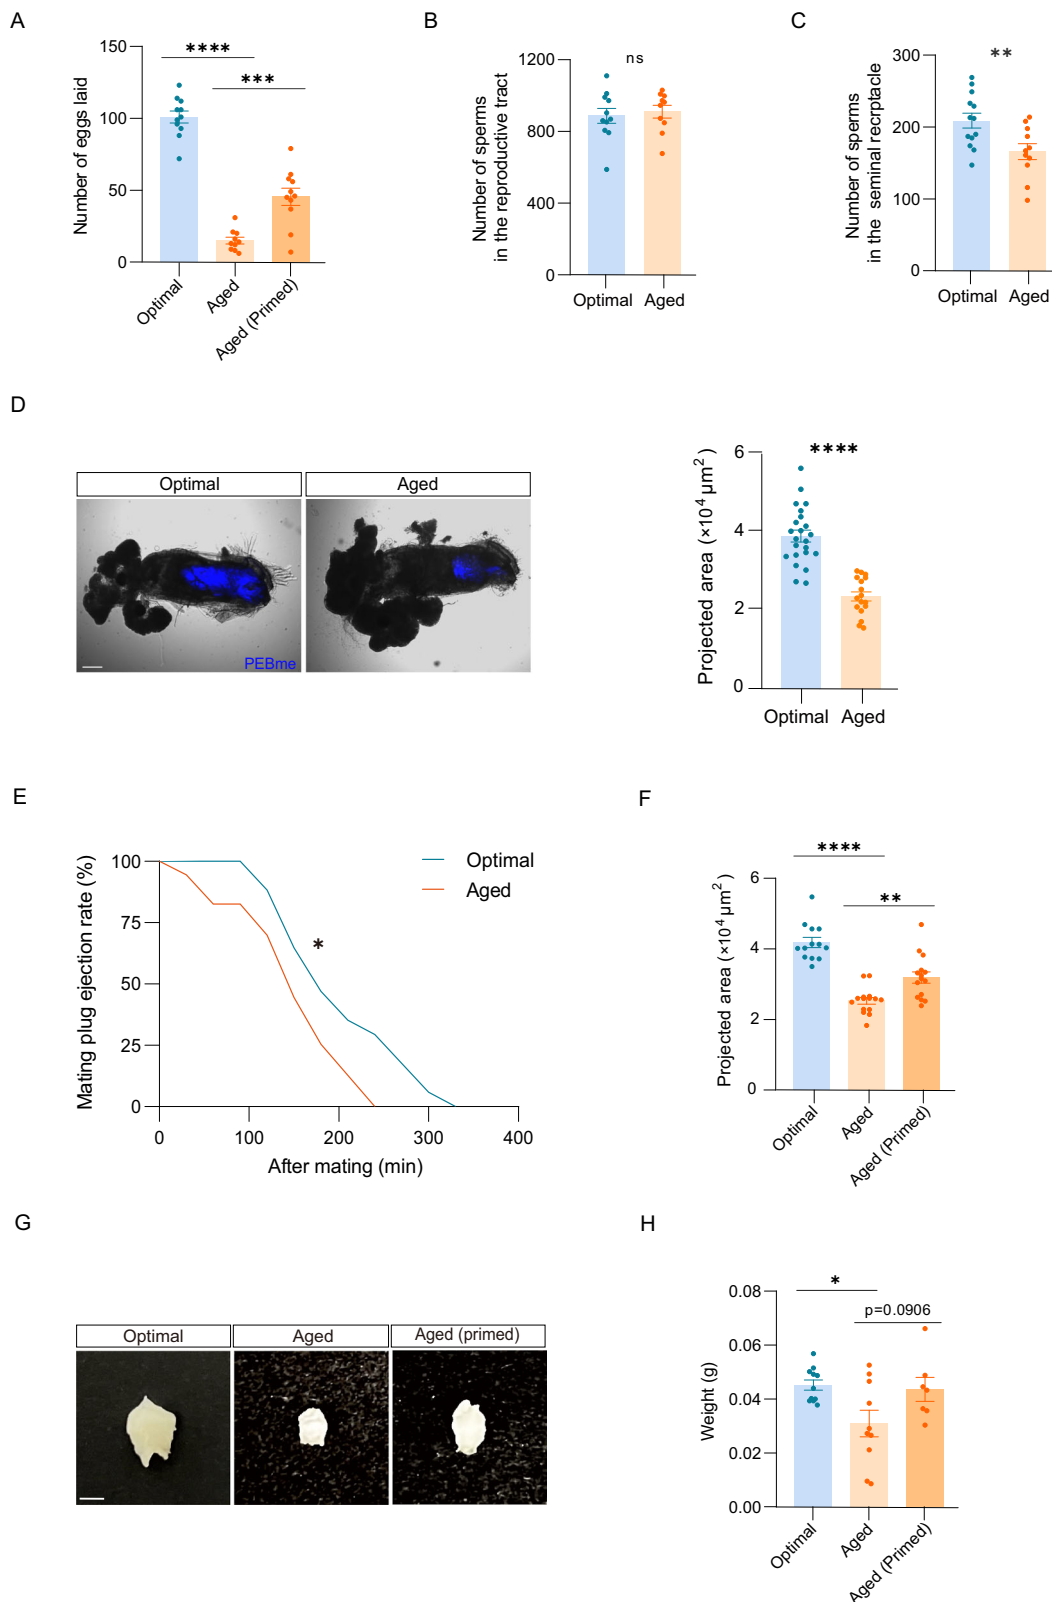 A
150
100
50
0
Number of eggs laid
****
***
Optimal
Aged
Aged (Primed)
B
1200
800
400
0
Number of sperms
in the reproductive tract
ns
Optimal
Aged
C
300
200
100
0
Number of sperms
in the seminal recrptacle
**
Optimal
Aged
D
Optimal
Aged
PEBme
6
4
2
0
Projected area (×10⁴ μm²)
****
Optimal
Aged
E
100
75
50
25
0
Mating plug ejection rate (%)
Optimal
Aged
*
0
100
200
300
400
After mating (min)
F
6
4
2
0
Projected area (×10⁴ μm²)
****
**
Optimal
Aged
Aged (Primed)
G
Optimal
Aged
Aged (primed)
H
0.08
0.06
0.04
0.02
0.00
Weight (g)
*
p=0.0906
Optimal
Aged
Aged (Primed)